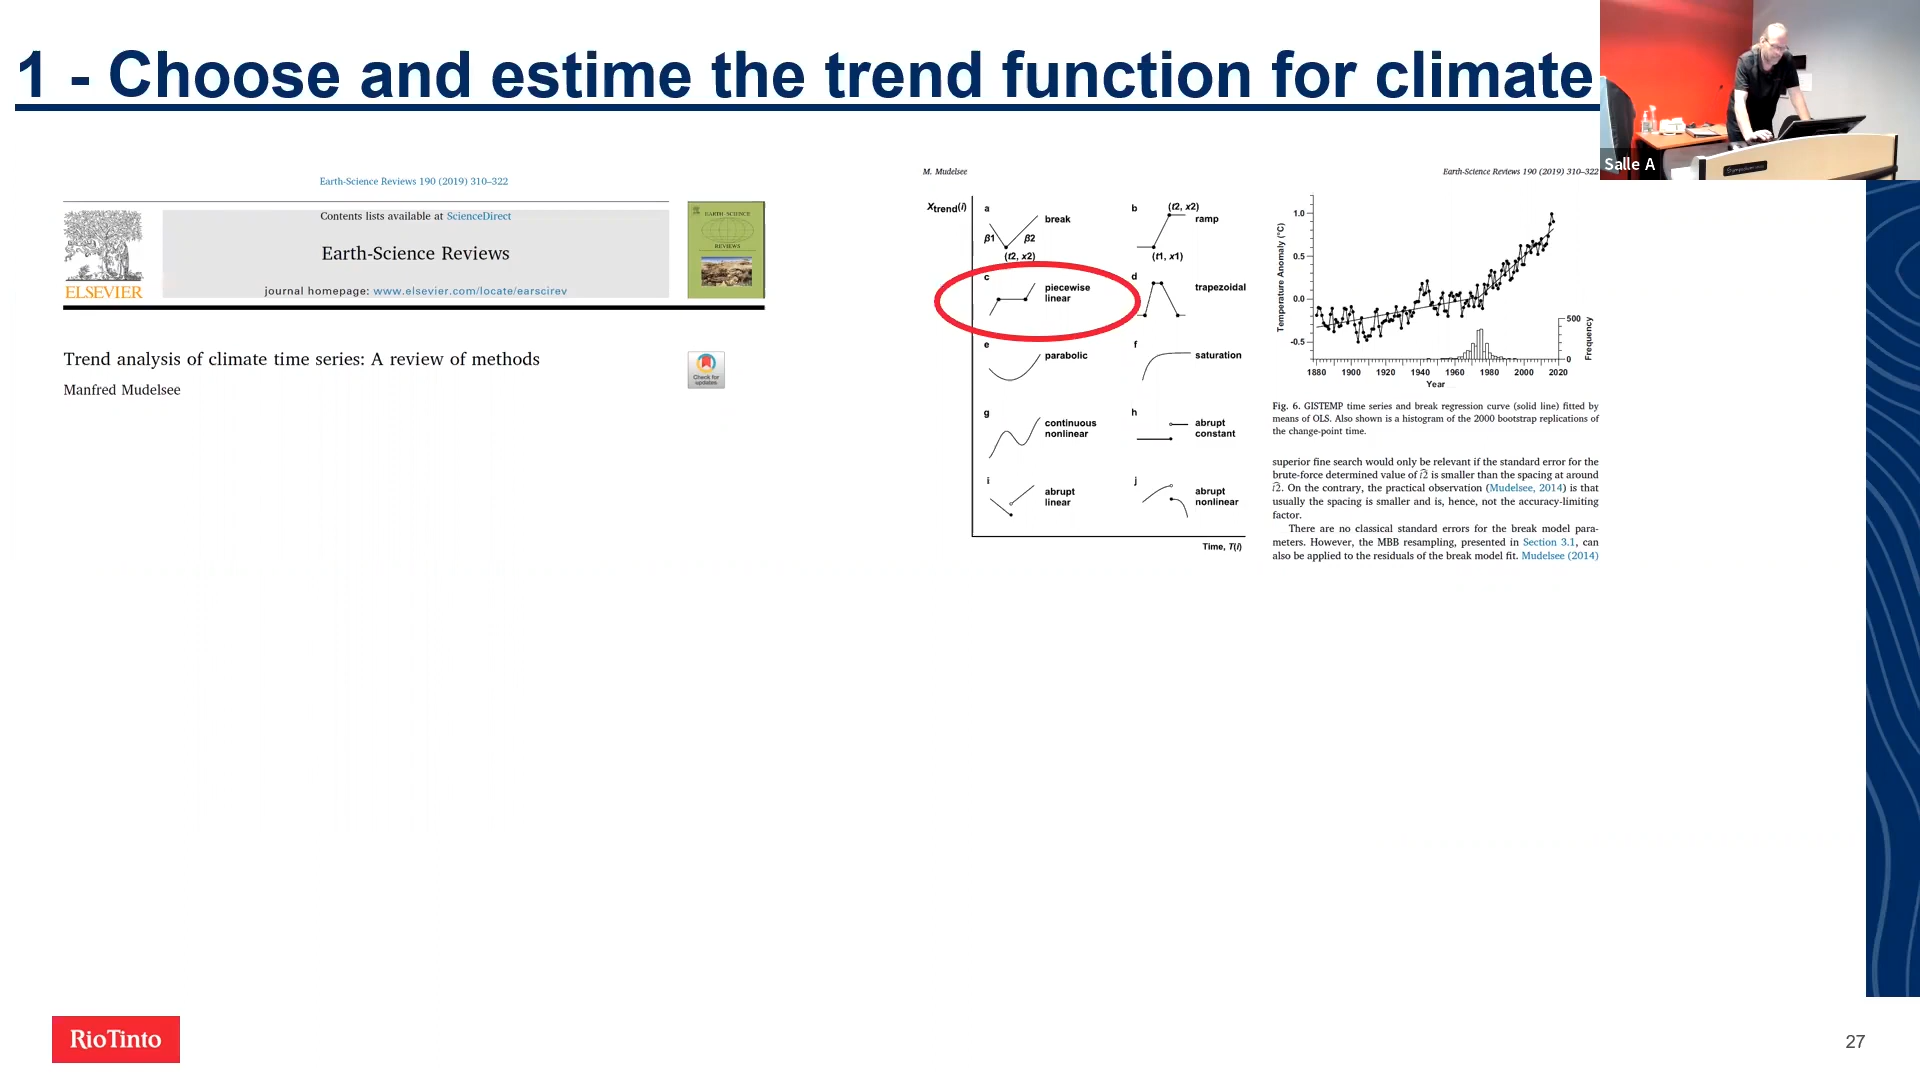 1 - Choose and estime the trend function for climate
Salle A
Earth-Science Reviews 190 (2019) 310–322
Contents lists available at ScienceDirect
Earth-Science Reviews
journal homepage: www.elsevier.com/locate/earscirev
ELSEVIER
EARTH-SCIENCE
REVIEWS
Trend analysis of climate time series: A review of methods
Manfred Mudelsee
Check for
updates
M. Mudelsee
Earth-Science Reviews 190 (2019) 310–322
Xtrend(i)
a
break
β1
β2
(t2, x2)
b
(t2, x2)
ramp
(t1, x1)
c
piecewise
linear
d
trapezoidal
e
parabolic
f
saturation
g
continuous
nonlinear
h
abrupt
constant
i
abrupt
linear
j
abrupt
nonlinear
Time, T(i)
Temperature Anomaly (°C)
1.0
0.5
0.0
-0.5
500
0
Frequency
1880 1900 1920 1940 1960 1980 2000 2020
Year
Fig. 6. GISTEMP time series and break regression curve (solid line) fitted by
means of OLS. Also shown is a histogram of the 2000 bootstrap replications of
the change-point time.
superior fine search would only be relevant if the standard error for the
brute-force determined value of t̂2 is smaller than the spacing at around
t̂2. On the contrary, the practical observation (Mudelsee, 2014) is that
usually the spacing is smaller and is, hence, not the accuracy-limiting
factor.
There are no classical standard errors for the break model para-
meters. However, the MBB resampling, presented in Section 3.1, can
also be applied to the residuals of the break model fit. Mudelsee (2014)
RioTinto
27